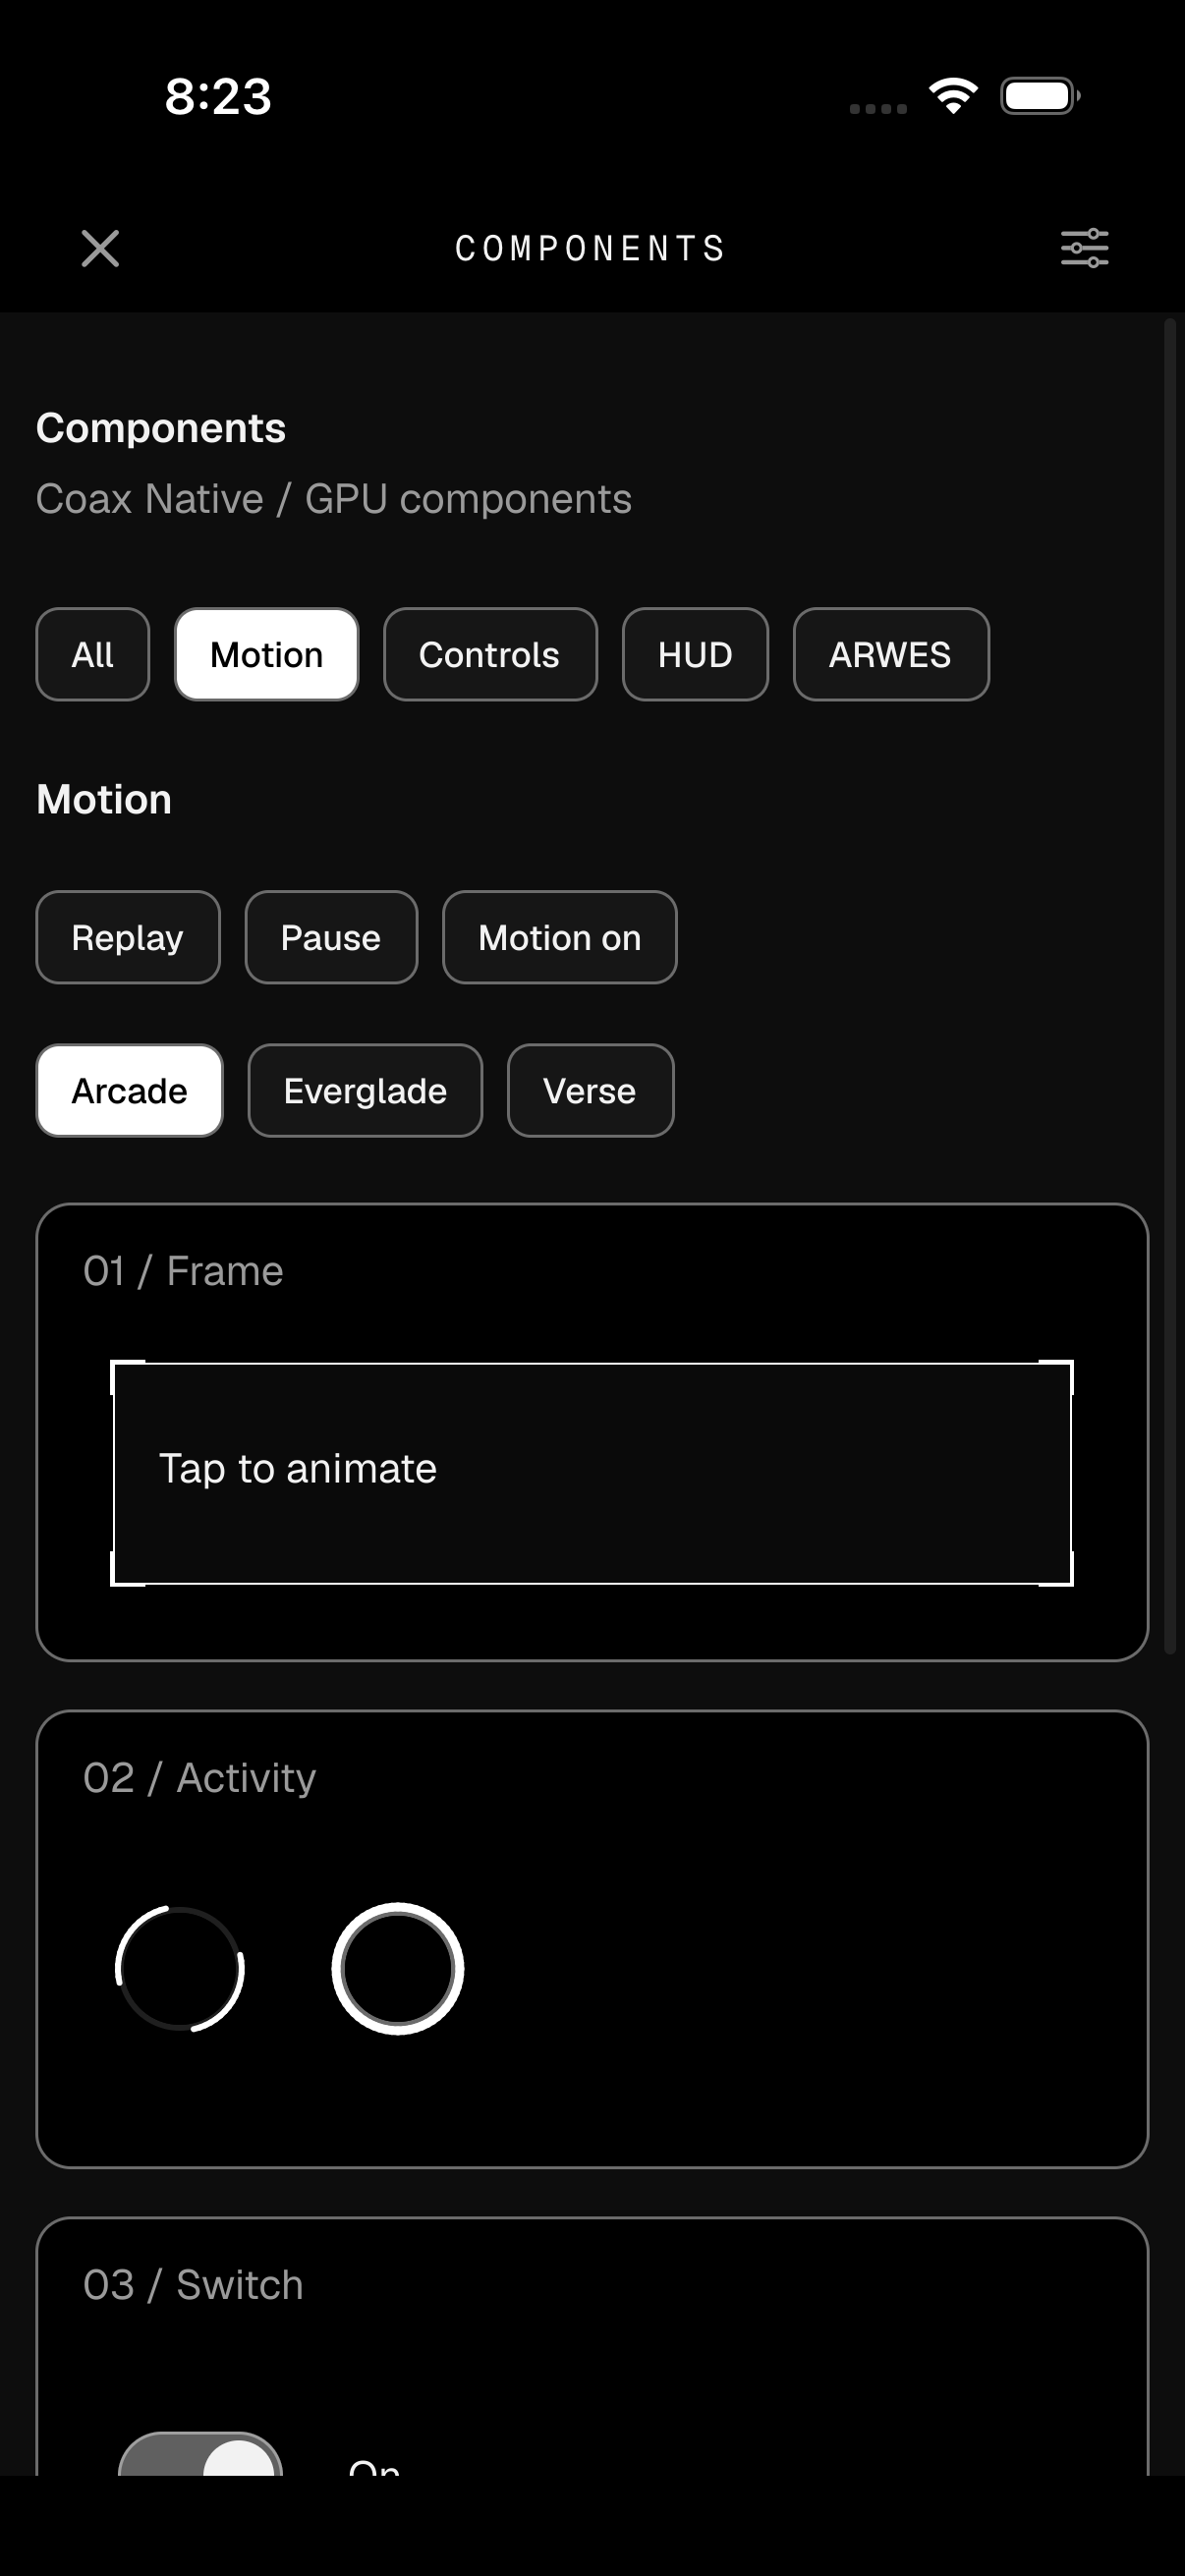 8:23
COMPONENTS
Components
Coax Native / GPU components
All Motion Controls HUD ARWES
Motion
Replay Pause Motion on
Arcade Everglade Verse
01 / Frame
Tap to animate
02 / Activity
03 / Switch
On